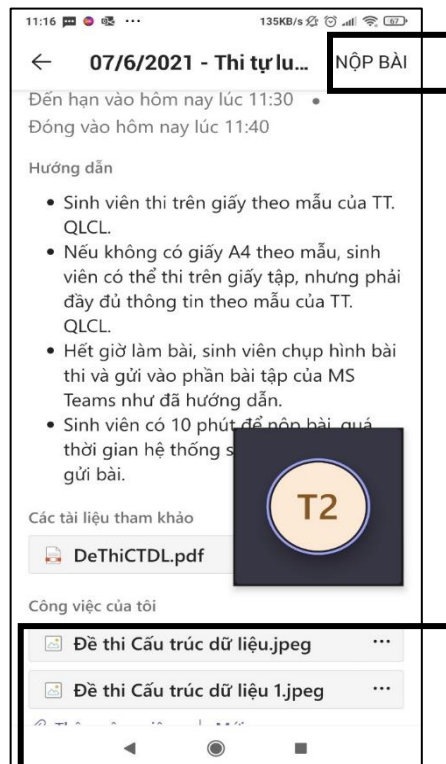 11:16 ... 135KB/s 67
07/6/2021 - Thi tự lu... NỘP BÀI
Đến hạn vào hôm nay lúc 11:30 •
Đóng vào hôm nay lúc 11:40
Hướng dẫn
• Sinh viên thi trên giấy theo mẫu của TT.
QLCL.
• Nếu không có giấy A4 theo mẫu, sinh
viên có thể thi trên giấy tập, nhưng phải
đầy đủ thông tin theo mẫu của TT.
QLCL.
• Hết giờ làm bài, sinh viên chụp hình bài
thi và gửi vào phần bài tập của MS
Teams như đã hướng dẫn.
• Sinh viên có 10 phút để nộp bài, quá
thời gian hệ thống s
gửi bài.
T2
Các tài liệu tham khảo
DeThiCTDL.pdf
Công việc của tôi
Đề thi Cấu trúc dữ liệu.jpeg ...
Đề thi Cấu trúc dữ liệu 1.jpeg ...